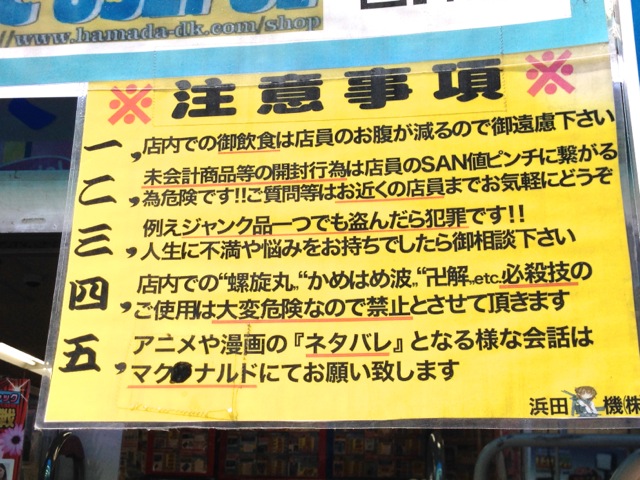 ://www.hamada-dk.com/shop
※注意事項※
一,店内での御飲食は店員のお腹が減るので御遠慮下さい
二,未会計商品等の開封行為は店員のSAN値ピンチに繋がる
為危険です!!ご質問等はお近くの店員までお気軽にどうぞ
三,例えジャンク品一つでも盗んだら犯罪です!!
人生に不満や悩みをお持ちでしたら御相談下さい
四,店内での“螺旋丸”“かめはめ波”“卍解”etc.必殺技の
ご使用は大変危険なので禁止とさせて頂きます
五,アニメや漫画の『ネタバレ』となる様な会話は
マク ナルドにてお願い致します
浜田 機㈱
戦